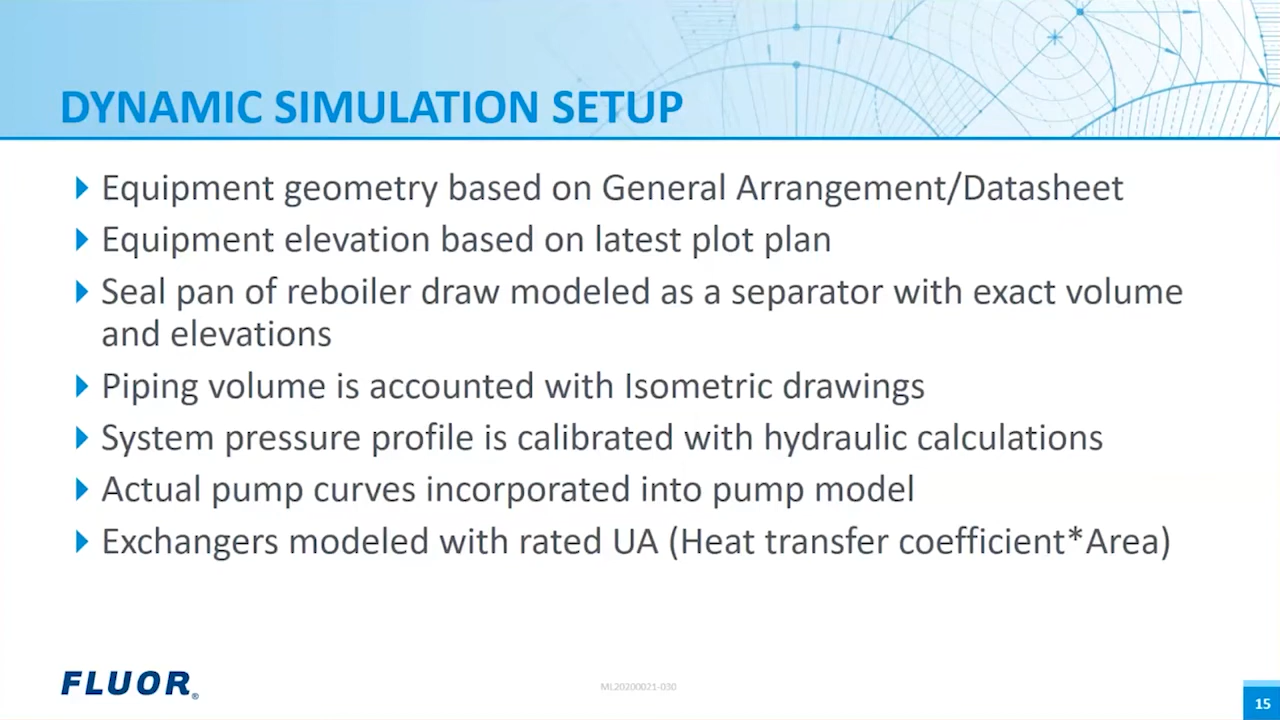 DYNAMIC SIMULATION SETUP
Equipment geometry based on General Arrangement/Datasheet
Equipment elevation based on latest plot plan
Seal pan of reboiler draw modeled as a separator with exact volume
and elevations
Piping volume is accounted with Isometric drawings
System pressure profile is calibrated with hydraulic calculations
Actual pump curves incorporated into pump model
Exchangers modeled with rated UA (Heat transfer coefficient*Area)
FLUOR®
ML20200021-030
15